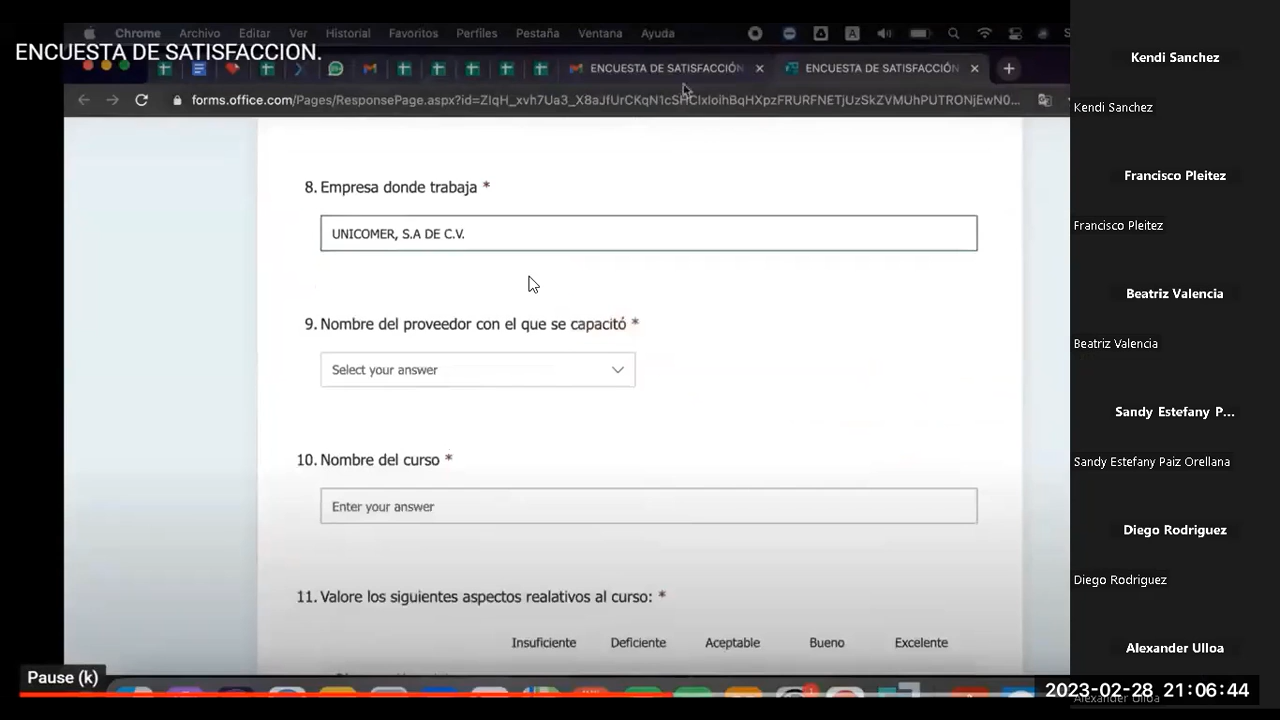 Chrome Archivo Editar Ver Historial Favoritos Perfiles Pestaña Ventana Ayuda
ENCUESTA DE SATISFACCION.
ENCUESTA DE SATISFACCIÓN
ENCUESTA DE SATISFACCIÓN
8. Empresa donde trabaja *
UNICOMER, S.A DE C.V.
9. Nombre del proveedor con el que se capacitó *
Select your answer
10. Nombre del curso *
Enter your answer
11. Valore los siguientes aspectos realativos al curso: *
Insuficiente Deficiente Aceptable Bueno Excelente
Pause (k)
Kendi Sanchez
Kendi Sanchez
Francisco Pleitez
Francisco Pleitez
Beatriz Valencia
Beatriz Valencia
Sandy Estefany P...
Sandy Estefany Paiz Orellana
Diego Rodriguez
Diego Rodriguez
Alexander Ulloa
2023-02-28 21:06:44
Alexander Ulloa